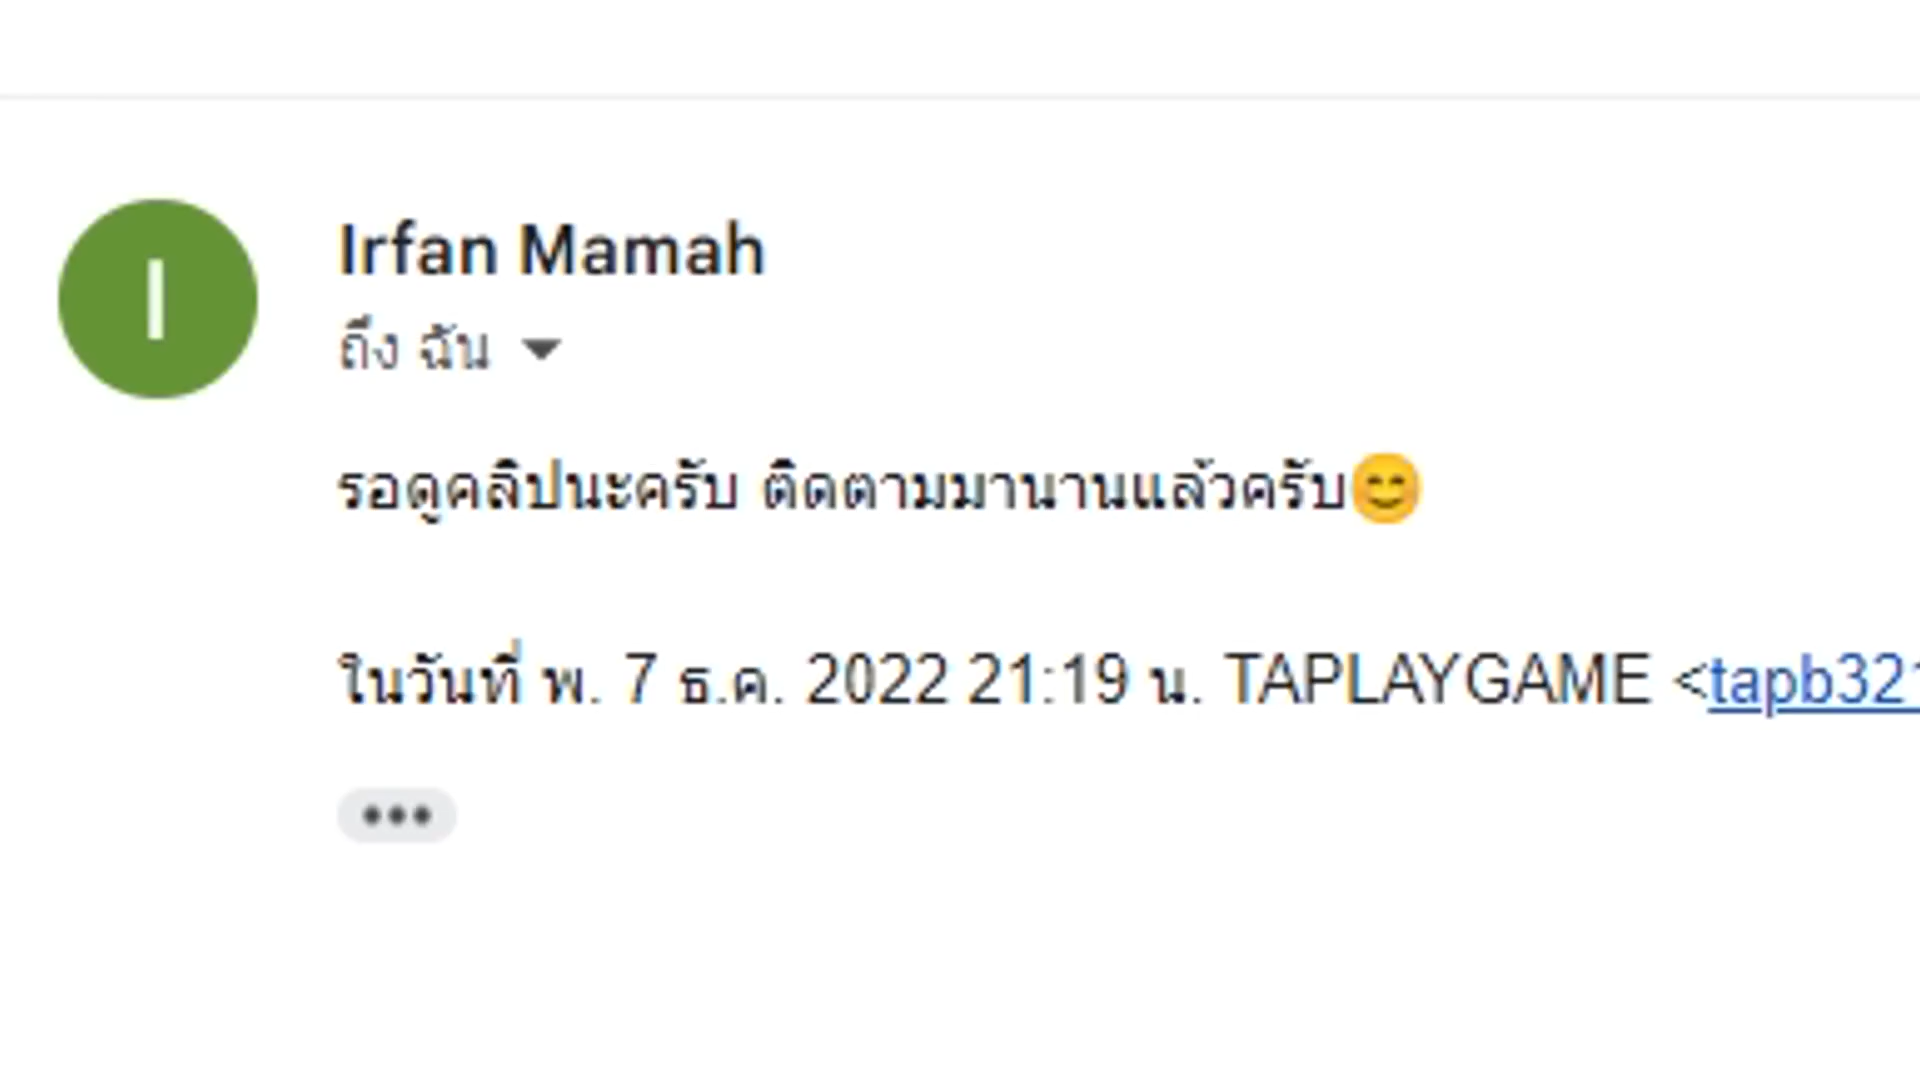 I
Irfan Mamah
ถึง ฉัน
รอดูคลิปนะครับ ติดตามมานานแล้วครับ😊
ในวันที่ พ. 7 ธ.ค. 2022 21:19 น. TAPLAYGAME <tapb321